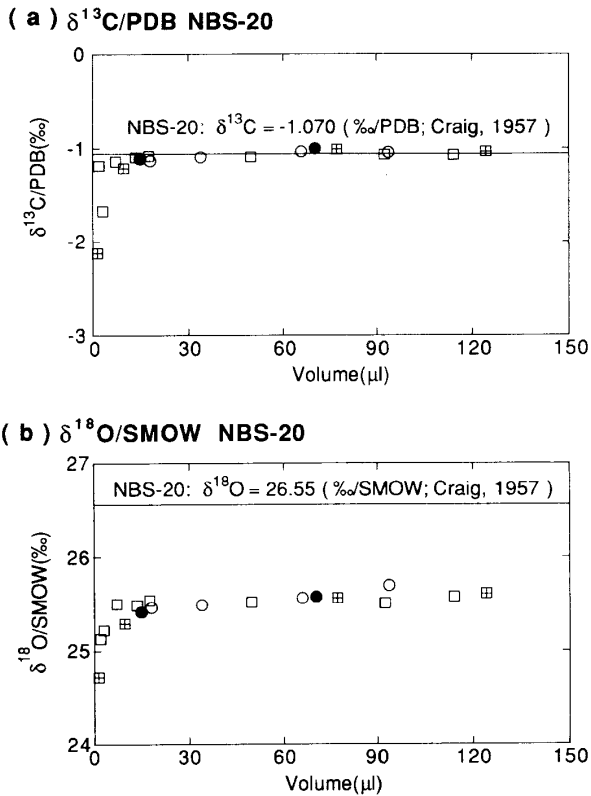 ( a ) δ¹³C/PDB NBS-20
0
NBS-20: δ¹³C = -1.070 ( ‰/PDB; Craig, 1957 )
-1
δ¹³C/PDB(‰)
-2
-3
0 30 60 90 120 150
Volume(μl)
( b ) δ¹⁸O/SMOW NBS-20
27
NBS-20: δ¹⁸O = 26.55 ( ‰/SMOW; Craig, 1957 )
26
δ¹⁸O/SMOW(‰)
25
24
0 30 60 90 120 150
Volume(μl)